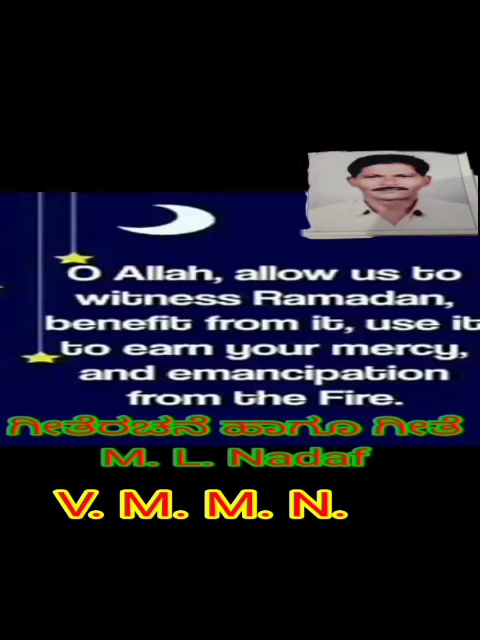 O Allah, allow us to
witness Ramadan,
benefit from it, use it
to earn your mercy,
and emancipation
from the Fire.
ಗೀತೆರಚನೆ ಹಾಗೂ ಗೀತೆ
M. L. Nadaf
V. M. M. N.